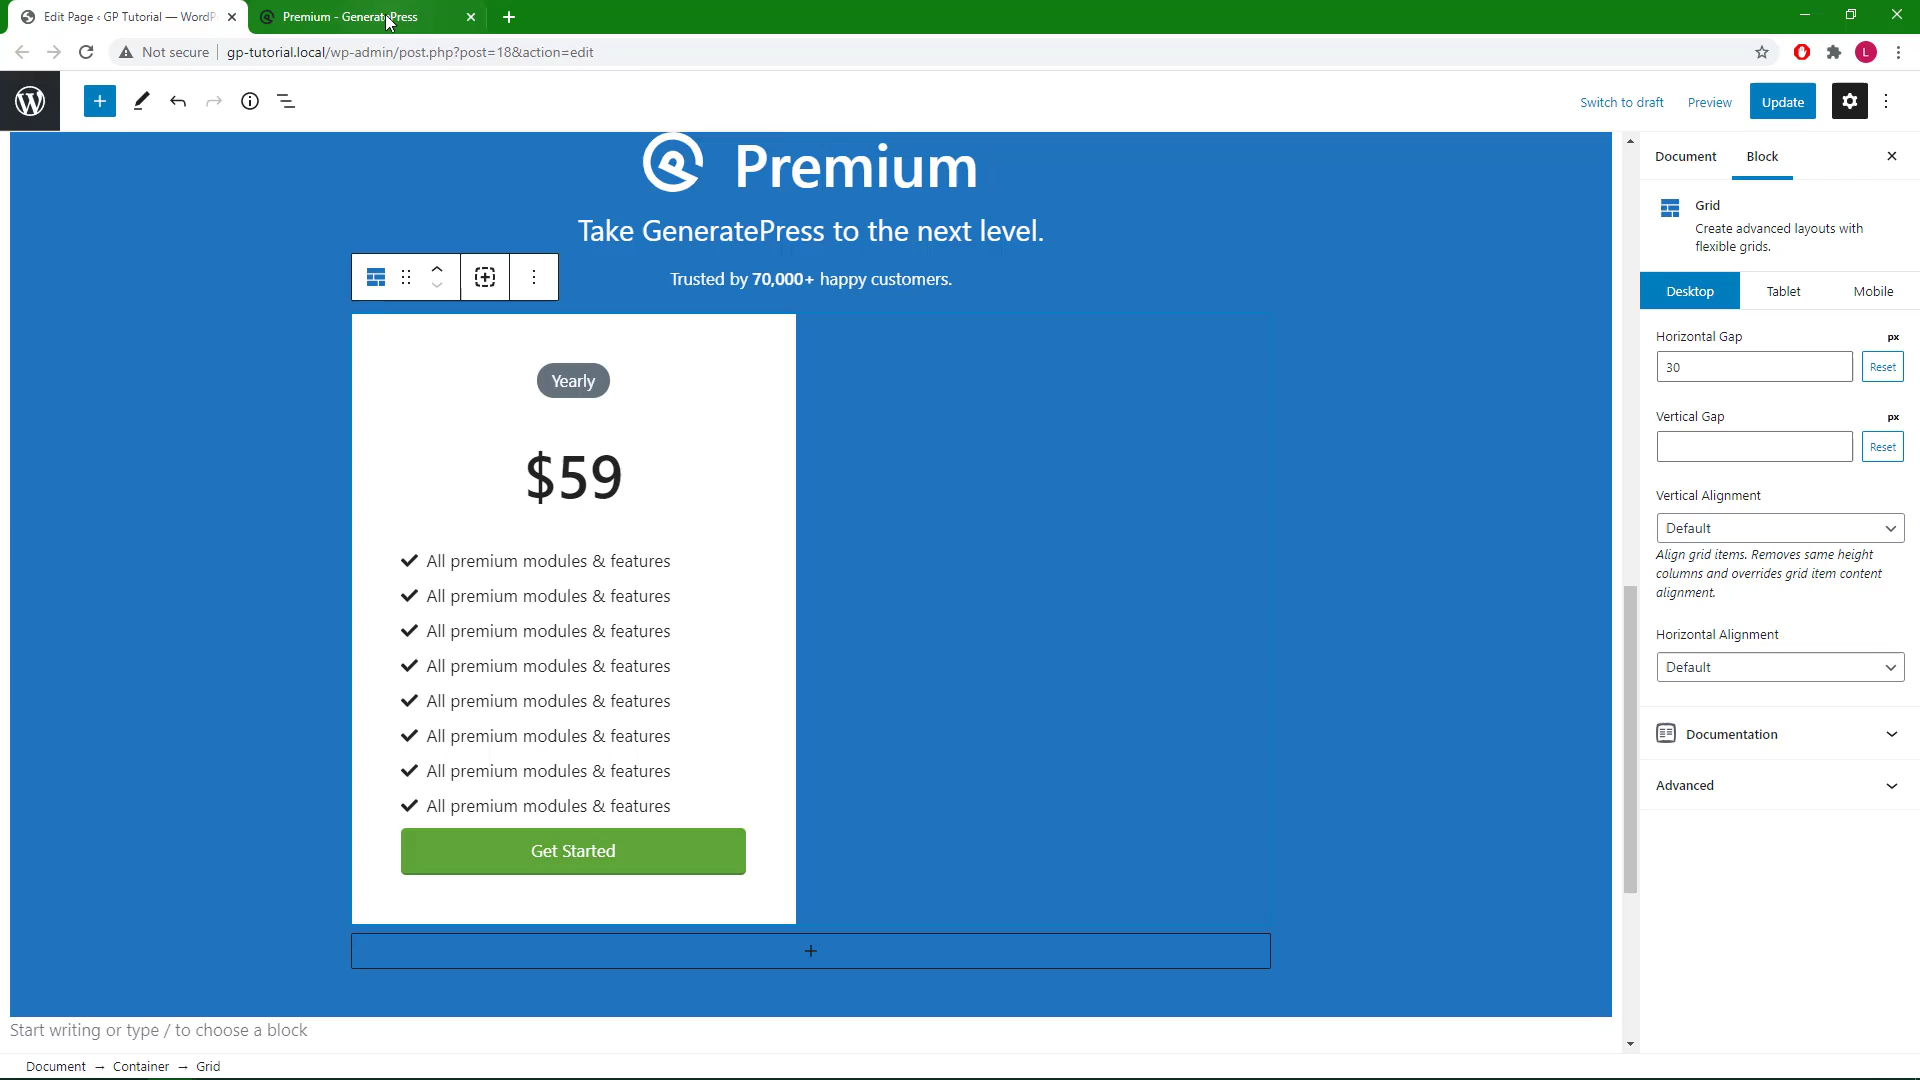 Edit Page ‹ GP Tutorial — WordP
Premium - GeneratePress
Not secure
gp-tutorial.local/wp-admin/post.php?post=18&action=edit
L
Switch to draft
Preview
Update
Premium
Take GeneratePress to the next level.
Trusted by 70,000+ happy customers.
Yearly
$59
All premium modules & features
All premium modules & features
All premium modules & features
All premium modules & features
All premium modules & features
All premium modules & features
All premium modules & features
All premium modules & features
Get Started
Start writing or type / to choose a block
Document → Container → Grid
Document
Block
Grid
Create advanced layouts with
flexible grids.
Desktop
Tablet
Mobile
Horizontal Gap
px
30
Reset
Vertical Gap
px
Reset
Vertical Alignment
Default
Align grid items. Removes same height
columns and overrides grid item content
alignment.
Horizontal Alignment
Default
Documentation
Advanced